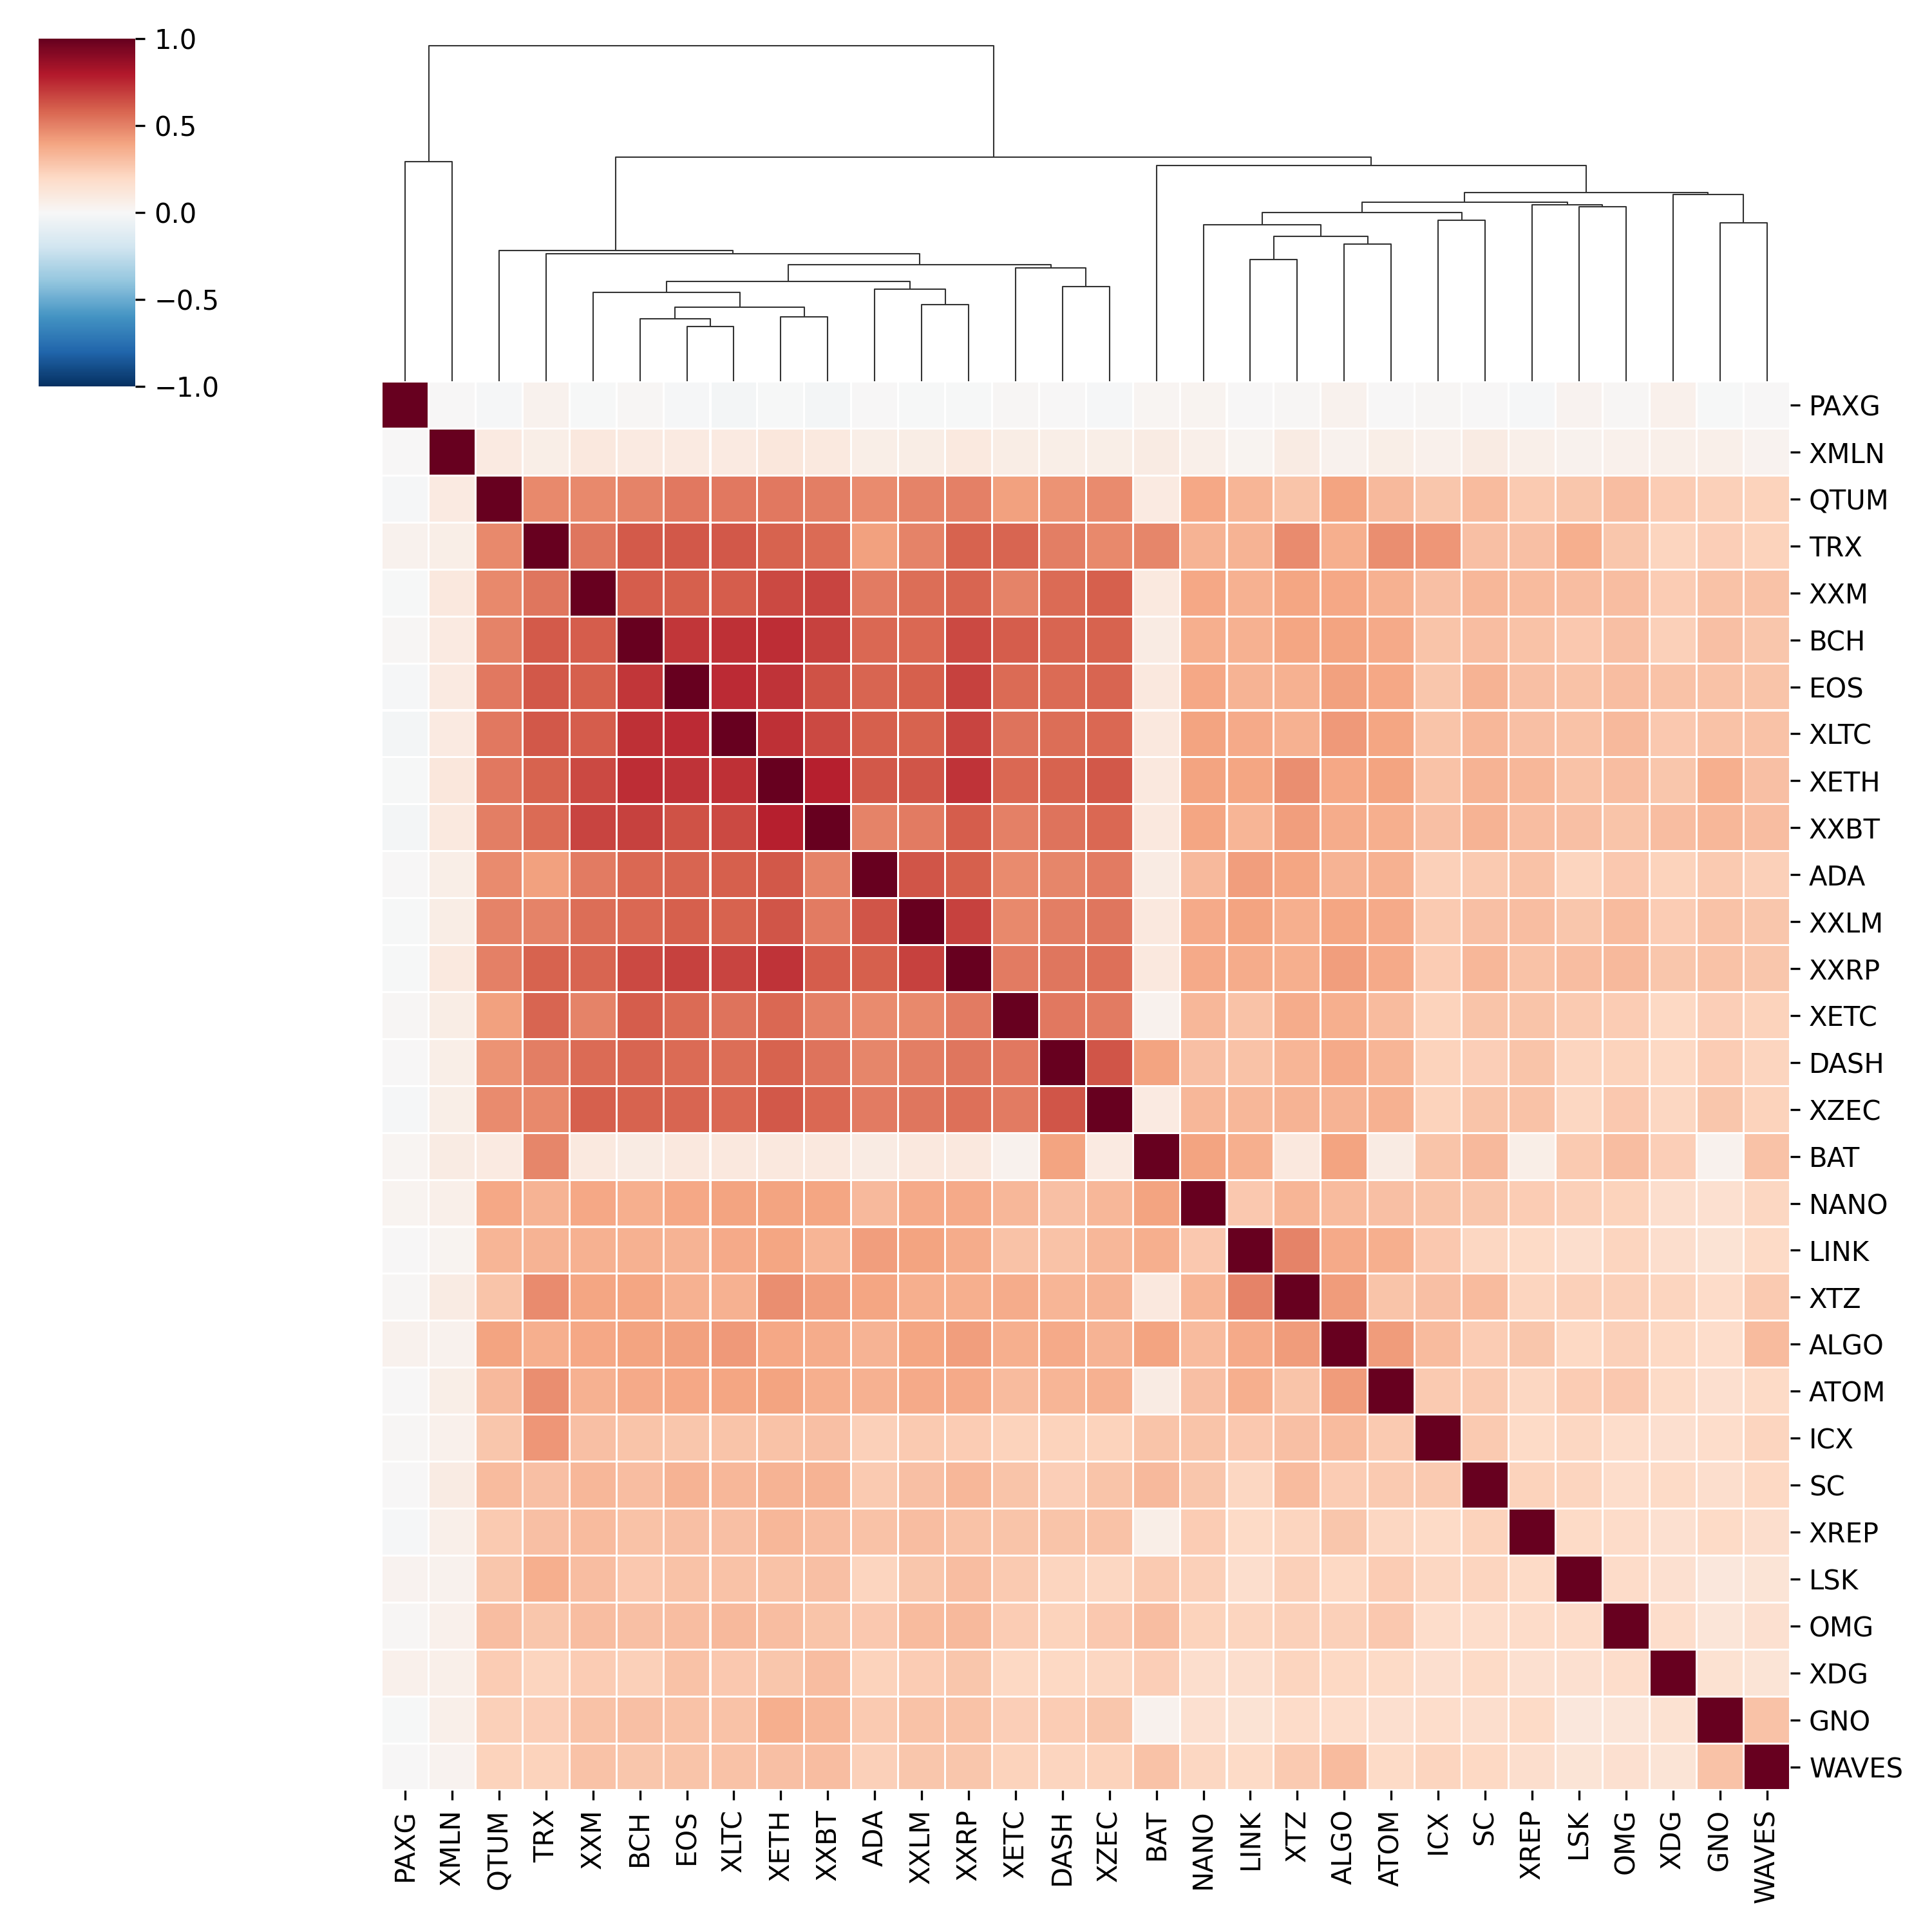 1.0
0.5
0.0
−0.5
−1.0
PAXG
XMLN
QTUM
TRX
XXM
BCH
EOS
XLTC
XETH
XXBT
ADA
XXLM
XXRP
XETC
DASH
XZEC
BAT
NANO
LINK
XTZ
ALGO
ATOM
ICX
SC
XREP
LSK
OMG
XDG
GNO
WAVES
PAXG
XMLN
QTUM
TRX
XXM
BCH
EOS
XLTC
XETH
XXBT
ADA
XXLM
XXRP
XETC
DASH
XZEC
BAT
NANO
LINK
XTZ
ALGO
ATOM
ICX
SC
XREP
LSK
OMG
XDG
GNO
WAVES